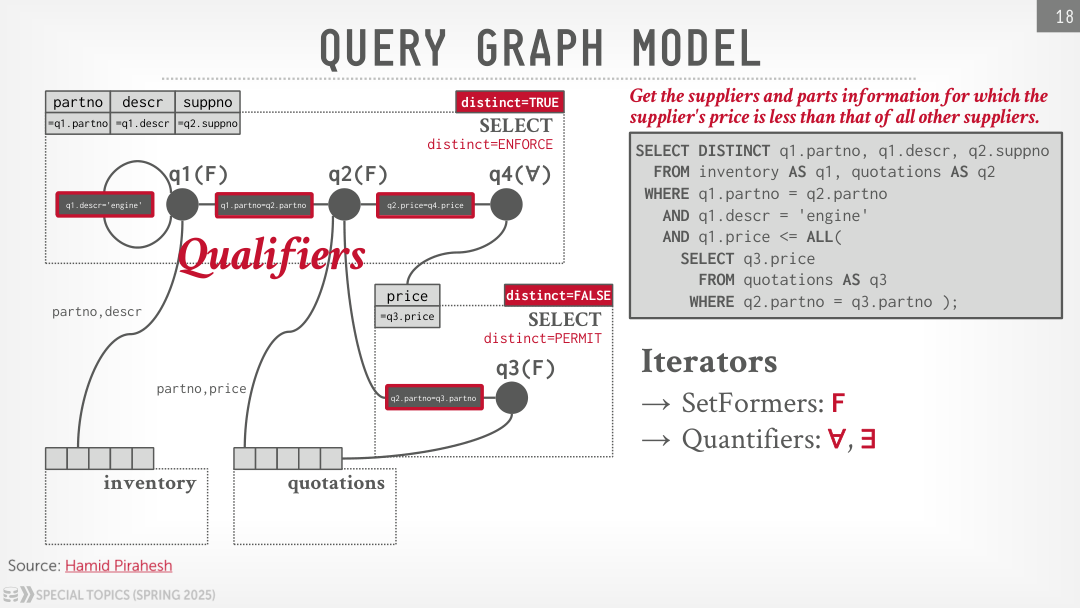 18
QUERY GRAPH MODEL
partno descr suppno
=q1.partno =q1.descr =q2.suppno
distinct=TRUE
SELECT
distinct=ENFORCE
q1(F) q2(F) q4(∀)
q1.descr='engine' q1.partno=q2.partno q2.price=q4.price
Qualifiers
partno,descr
partno,price
price
=q3.price
distinct=FALSE
SELECT
distinct=PERMIT
q3(F)
q2.partno=q3.partno
inventory
quotations
Get the suppliers and parts information for which the
supplier's price is less than that of all other suppliers.
SELECT DISTINCT q1.partno, q1.descr, q2.suppno
FROM inventory AS q1, quotations AS q2
WHERE q1.partno = q2.partno
AND q1.descr = 'engine'
AND q1.price <= ALL(
SELECT q3.price
FROM quotations AS q3
WHERE q2.partno = q3.partno );
Iterators
→ SetFormers: F
→ Quantifiers: ∀, ∃
Source: Hamid Pirahesh
SPECIAL TOPICS (SPRING 2025)